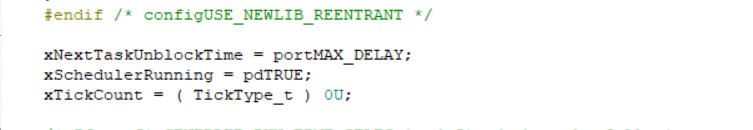 #endif /* configUSE_NEWLIB_REENTRANT */
xNextTaskUnblockTime = portMAX_DELAY;
xSchedulerRunning = pdTRUE;
xTickCount = ( TickType_t ) 0U;